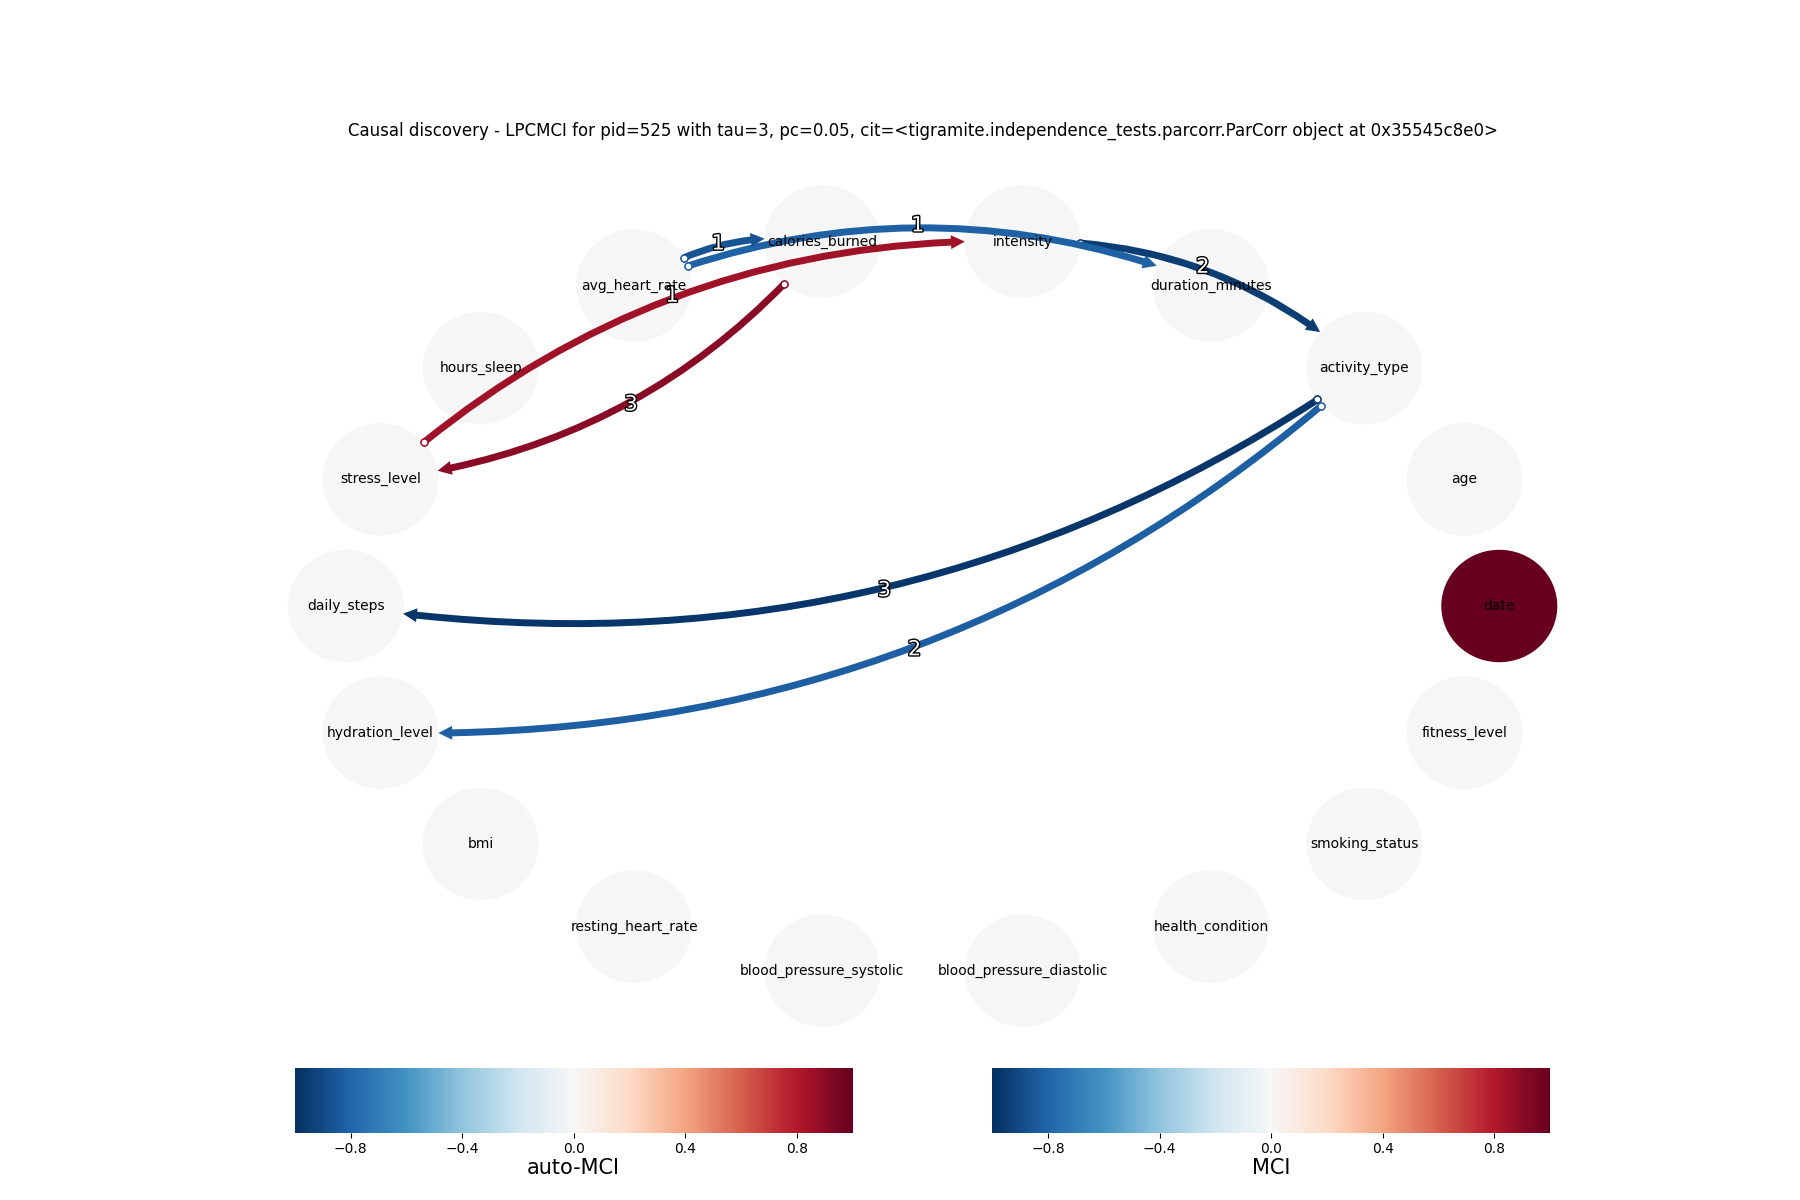 Causal discovery - LPCMCI for pid=525 with tau=3, pc=0.05, cit=<tigramite.independence_tests.parcorr.ParCorr object at 0x35545c8e0>
1
1
calories_burned
intensity
2
avg_heart_rate
1
duration_minutes
hours_sleep
activity_type
3
stress_level
age
3
daily_steps
date
2
hydration_level
fitness_level
bmi
smoking_status
resting_heart_rate
health_condition
blood_pressure_systolic
blood_pressure_diastolic
−0.8 −0.4 0.0 0.4 0.8
auto-MCI
−0.8 −0.4 0.0 0.4 0.8
MCI